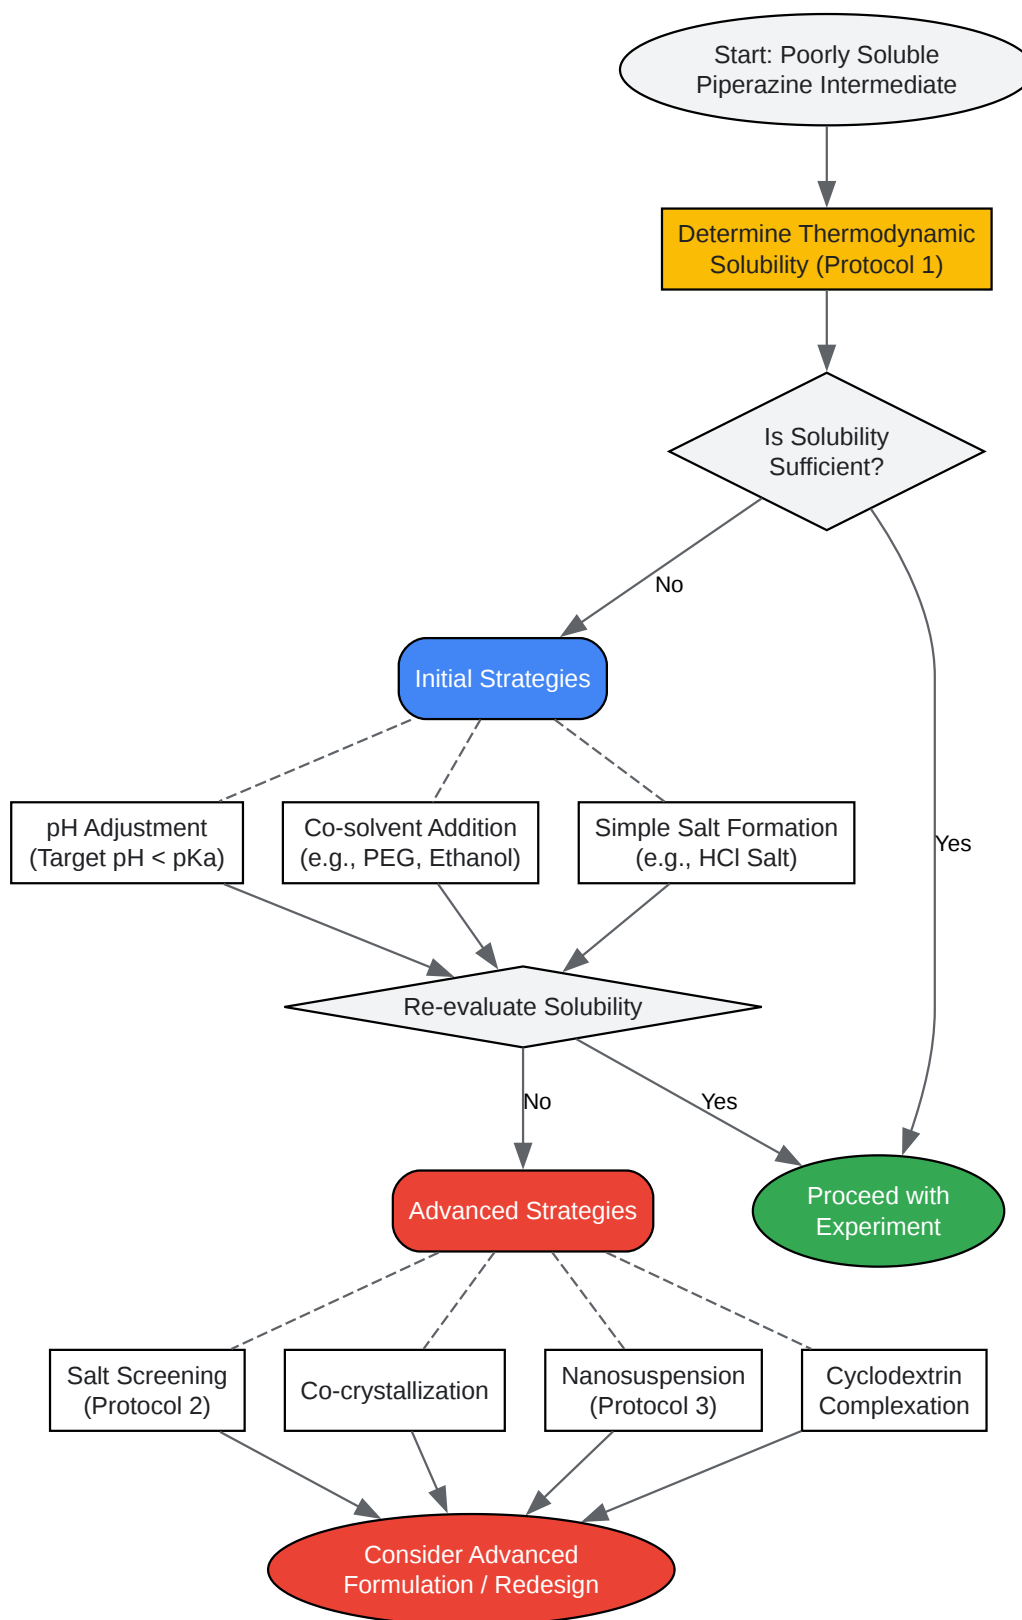 Start: Poorly Soluble
Piperazine Intermediate
Determine Thermodynamic
Solubility (Protocol 1)
Is Solubility
Sufficient?
No
Initial Strategies
pH Adjustment
(Target pH < pKa)
Co-solvent Addition
(e.g., PEG, Ethanol)
Simple Salt Formation
(e.g., HCl Salt)
Yes
Re-evaluate Solubility
No
Yes
Advanced Strategies
Proceed with
Experiment
Salt Screening
(Protocol 2)
Co-crystallization
Nanosuspension
(Protocol 3)
Cyclodextrin
Complexation
Consider Advanced
Formulation / Redesign